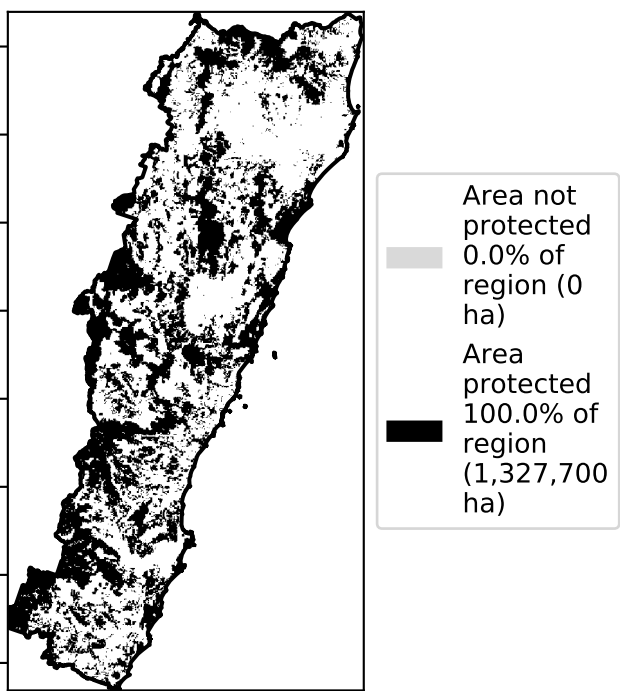 Area not
protected
0.0% of
region (0
ha)
Area
protected
100.0% of
region
(1,327,700
ha)